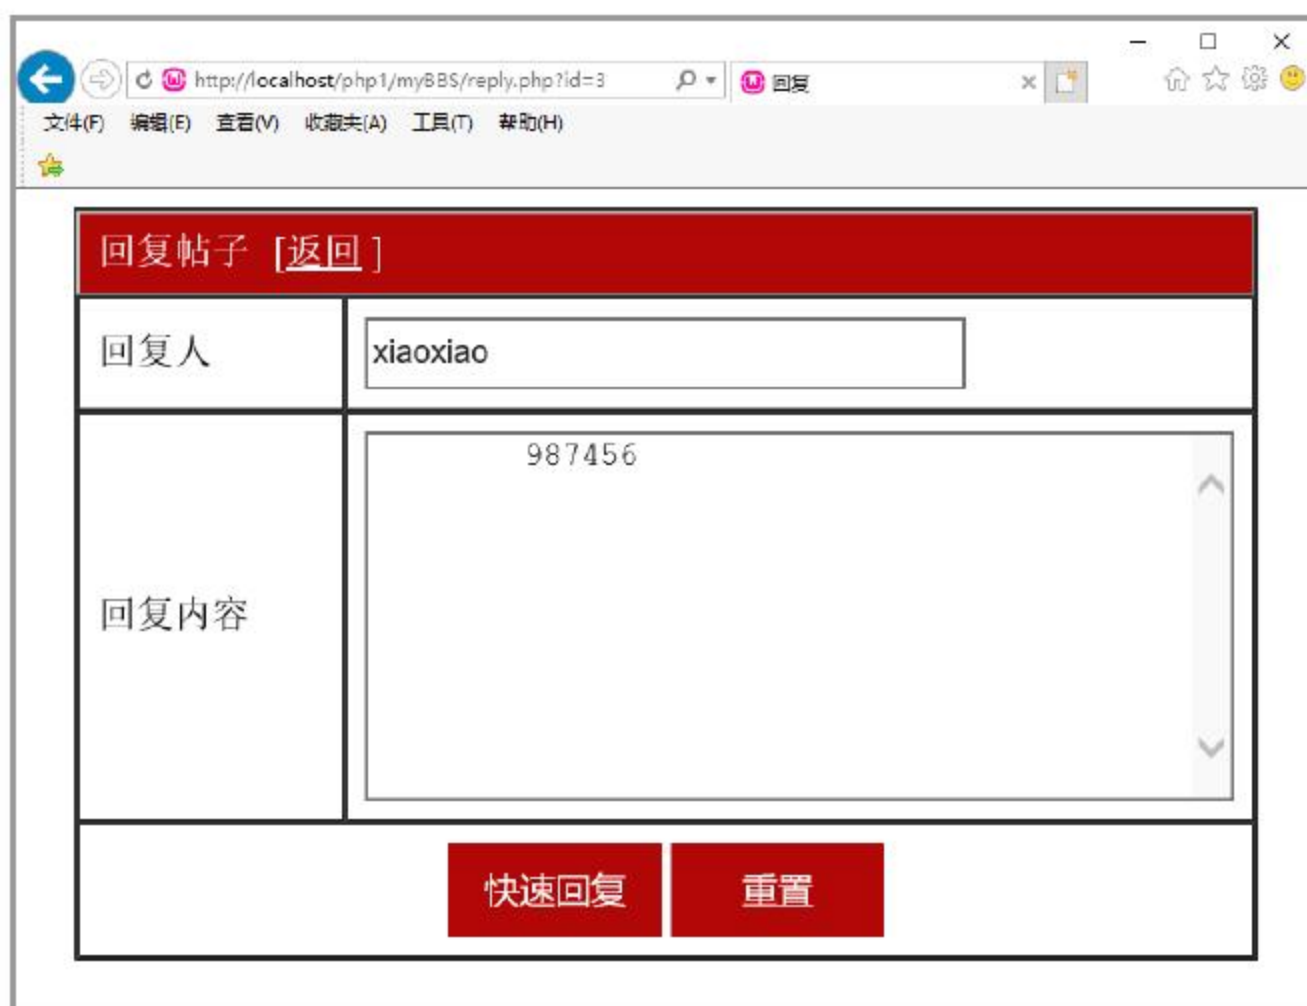 http://localhost/php1/myBBS/reply.php?id=3 回复
文件(F) 编辑(E) 查看(V) 收藏夹(A) 工具(T) 帮助(H)
回复帖子 [返回]
回复人 xiaoxiao
987456
回复内容
快速回复 重置